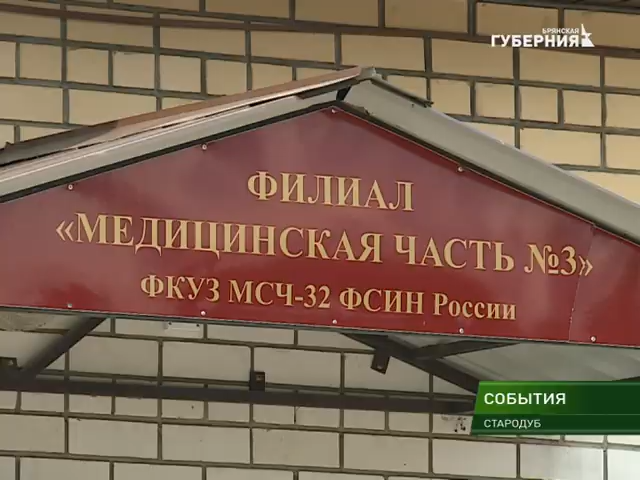 БРЯНСКАЯ
ГУБЕРНИЯ
ФИЛИАЛ
«МЕДИЦИНСКАЯ ЧАСТЬ №3»
ФКУЗ МСЧ-32 ФСИН России
СОБЫТИЯ
СТАРОДУБ